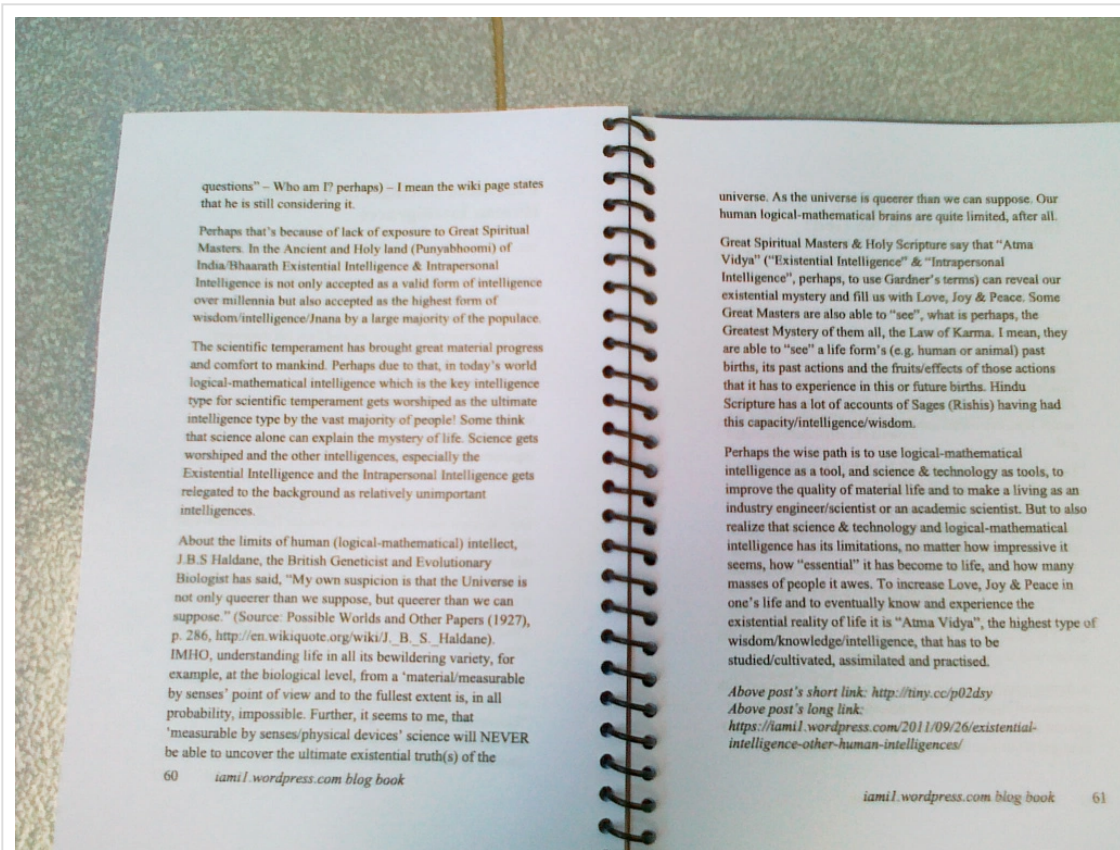 questions” – Who am I? perhaps) – I mean the wiki page states
that he is still considering it.
Perhaps that’s because of lack of exposure to Great Spiritual
Masters. In the Ancient and Holy land (Punyabhoomi) of
India/Bhaarath Existential Intelligence & Intrapersonal
Intelligence is not only accepted as a valid form of intelligence
over millennia but also accepted as the highest form of
wisdom/intelligence/Jnana by a large majority of the populace.
The scientific temperament has brought great material progress
and comfort to mankind. Perhaps due to that, in today’s world
logical-mathematical intelligence which is the key intelligence
type for scientific temperament gets worshiped as the ultimate
intelligence type by the vast majority of people! Some think
that science alone can explain the mystery of life. Science gets
worshiped and the other intelligences, especially the
Existential Intelligence and the Intrapersonal Intelligence gets
relegated to the background as relatively unimportant
intelligences.
About the limits of human (logical-mathematical) intellect,
J.B.S Haldane, the British Geneticist and Evolutionary
Biologist has said, “My own suspicion is that the Universe is
not only queerer than we suppose, but queerer than we can
suppose.” (Source: Possible Worlds and Other Papers (1927),
p. 286, http://en.wikiquote.org/wiki/J._B._S._Haldane).
IMHO, understanding life in all its bewildering variety, for
example, at the biological level, from a ‘material/measurable
by senses’ point of view and to the fullest extent is, in all
probability, impossible. Further, it seems to me, that
‘measurable by senses/physical devices’ science will NEVER
be able to uncover the ultimate existential truth(s) of the
60 iami1.wordpress.com blog book
universe. As the universe is queerer than we can suppose. Our
human logical-mathematical brains are quite limited, after all.
Great Spiritual Masters & Holy Scripture say that “Atma
Vidya” (“Existential Intelligence” & “Intrapersonal
Intelligence”, perhaps, to use Gardner’s terms) can reveal our
existential mystery and fill us with Love, Joy & Peace. Some
Great Masters are also able to “see”, what is perhaps, the
Greatest Mystery of them all, the Law of Karma. I mean, they
are able to “see” a life form’s (e.g. human or animal) past
births, its past actions and the fruits/effects of those actions
that it has to experience in this or future births. Hindu
Scripture has a lot of accounts of Sages (Rishis) having had
this capacity/intelligence/wisdom.
Perhaps the wise path is to use logical-mathematical
intelligence as a tool, and science & technology as tools, to
improve the quality of material life and to make a living as an
industry engineer/scientist or an academic scientist. But to also
realize that science & technology and logical-mathematical
intelligence has its limitations, no matter how impressive it
seems, how “essential” it has become to life, and how many
masses of people it awes. To increase Love, Joy & Peace in
one’s life and to eventually know and experience the
existential reality of life it is “Atma Vidya”, the highest type of
wisdom/knowledge/intelligence, that has to be
studied/cultivated, assimilated and practised.
Above post’s short link: http://tiny.cc/p02dsy
Above post’s long link:
https://iami1.wordpress.com/2011/09/26/existential-
intelligence-other-human-intelligences/
iami1.wordpress.com blog book 61